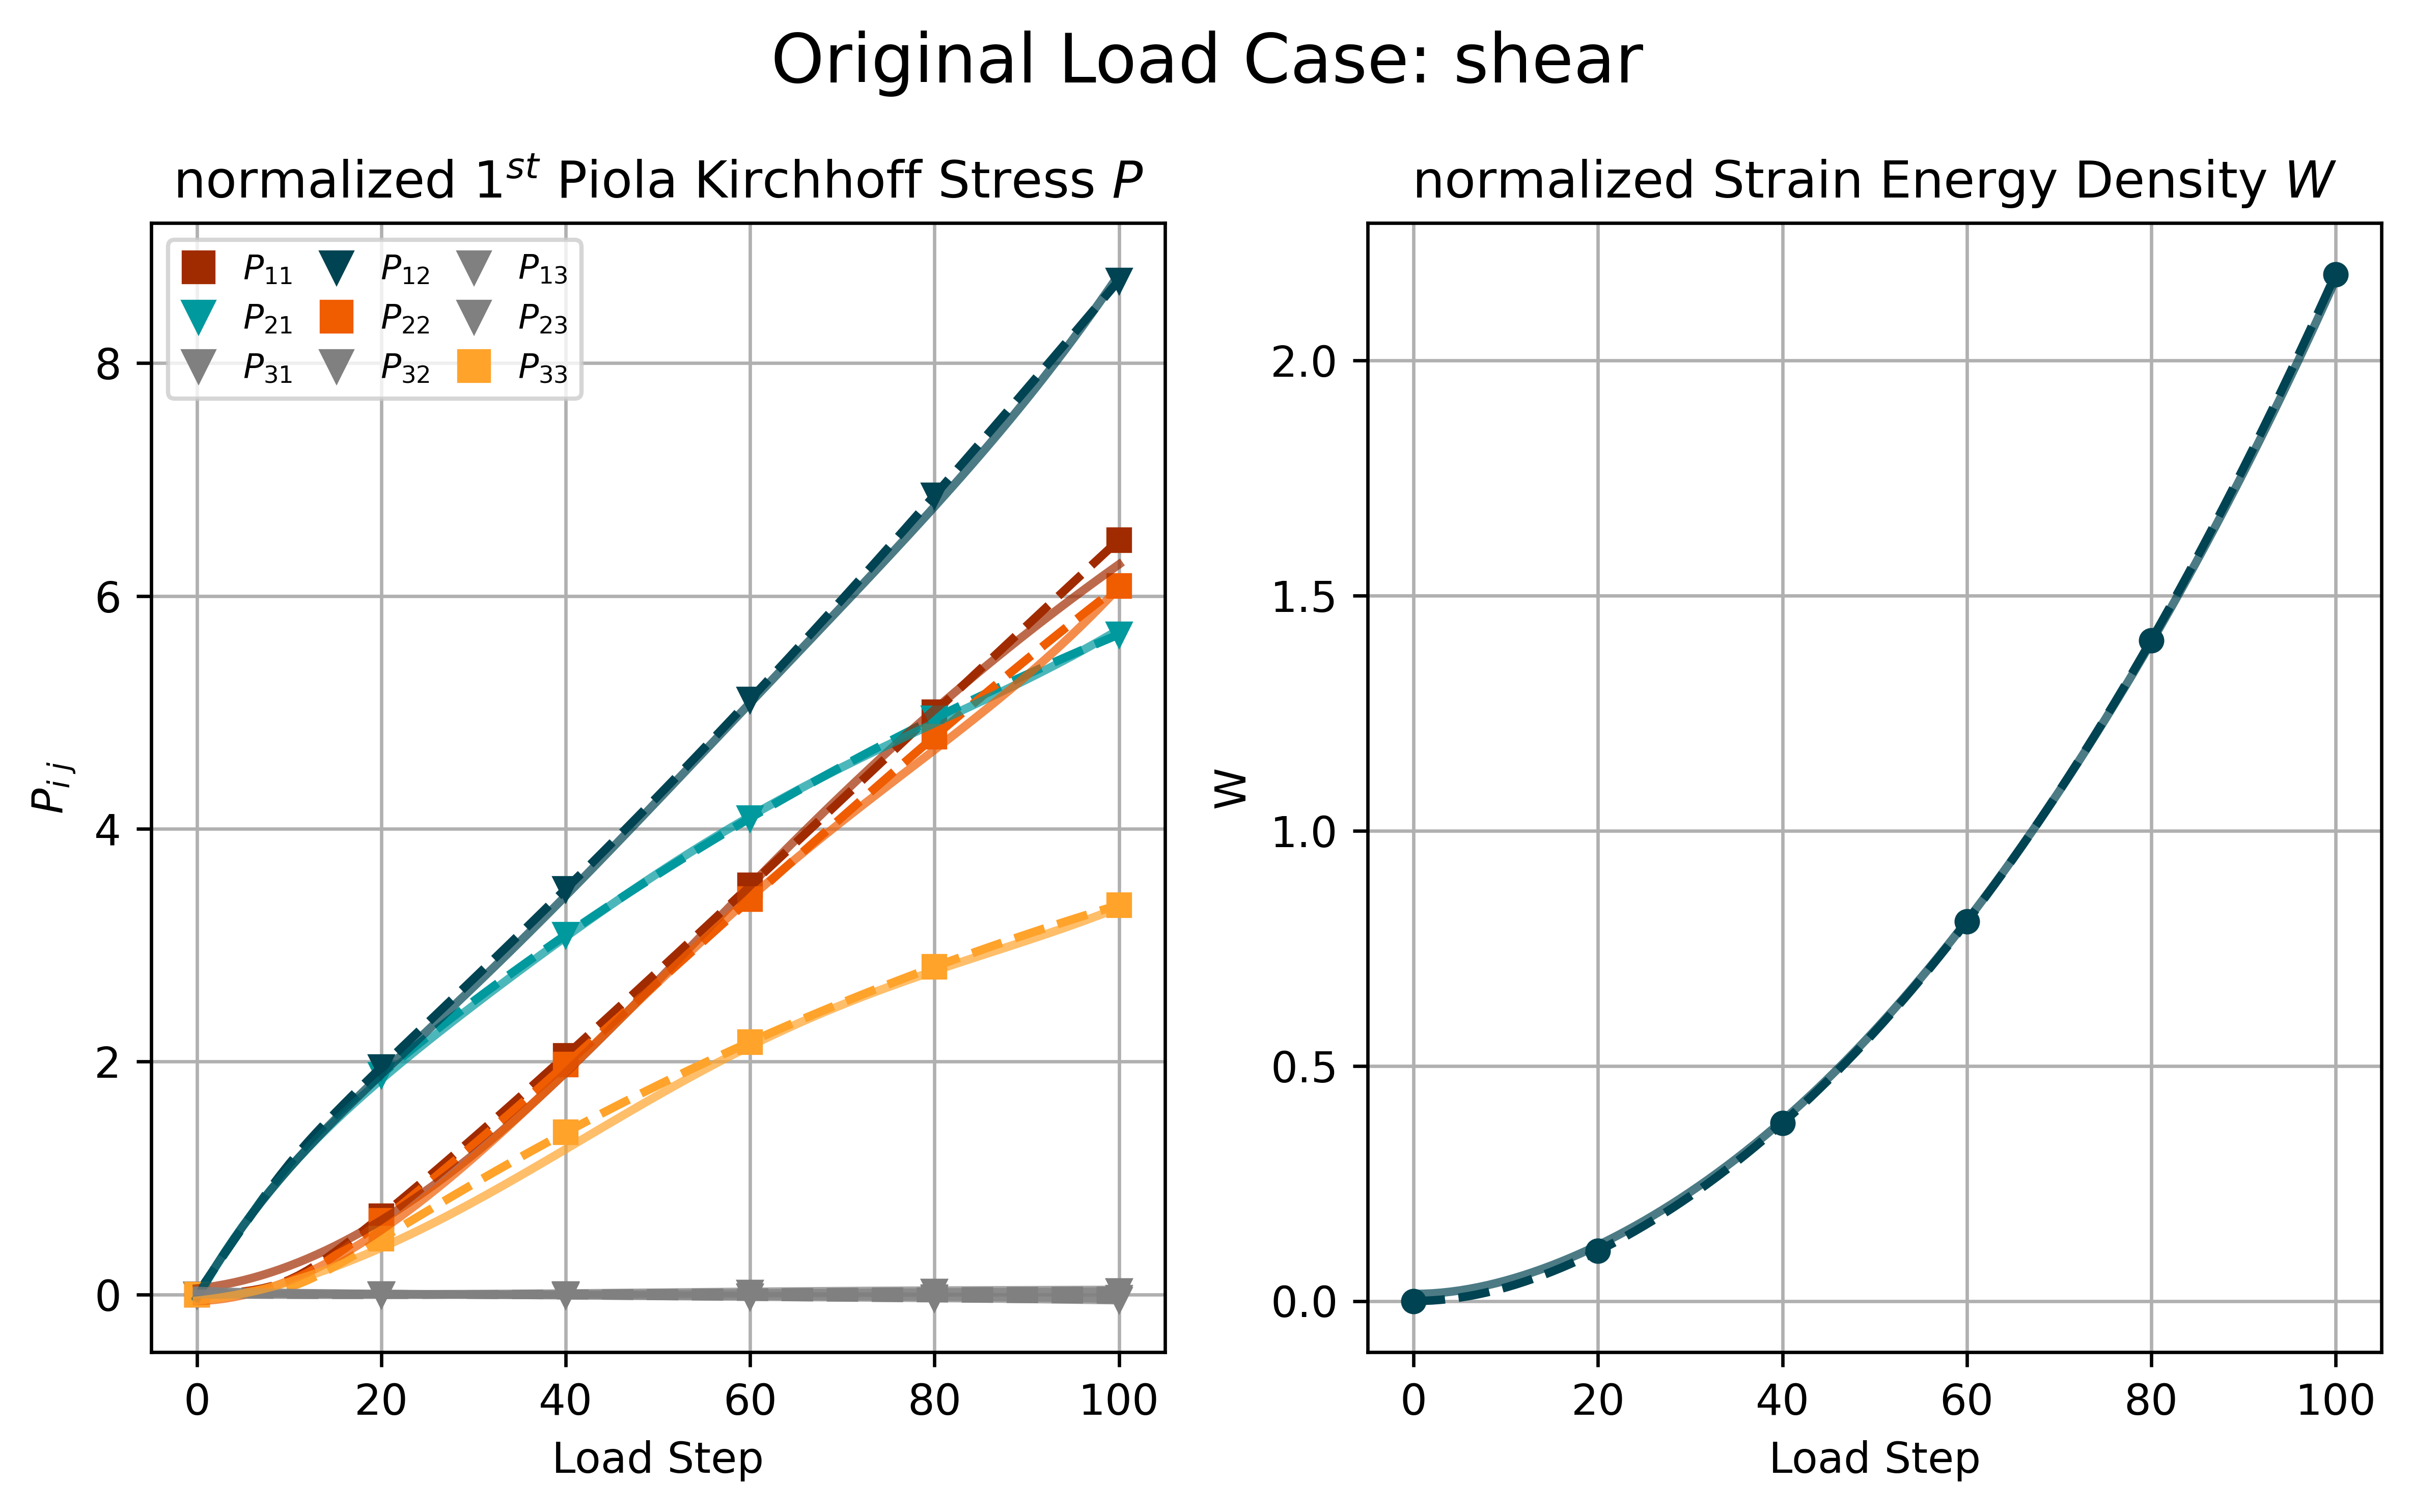 Original Load Case: shear
normalized 1st Piola Kirchhoff Stress P
P11 P12 P13
P21 P22 P23
P31 P32 P33
8
6
4
2
0
Pi j
0 20 40 60 80 100
Load Step
normalized Strain Energy Density W
2.0
1.5
1.0
0.5
0.0
W
0 20 40 60 80 100
Load Step